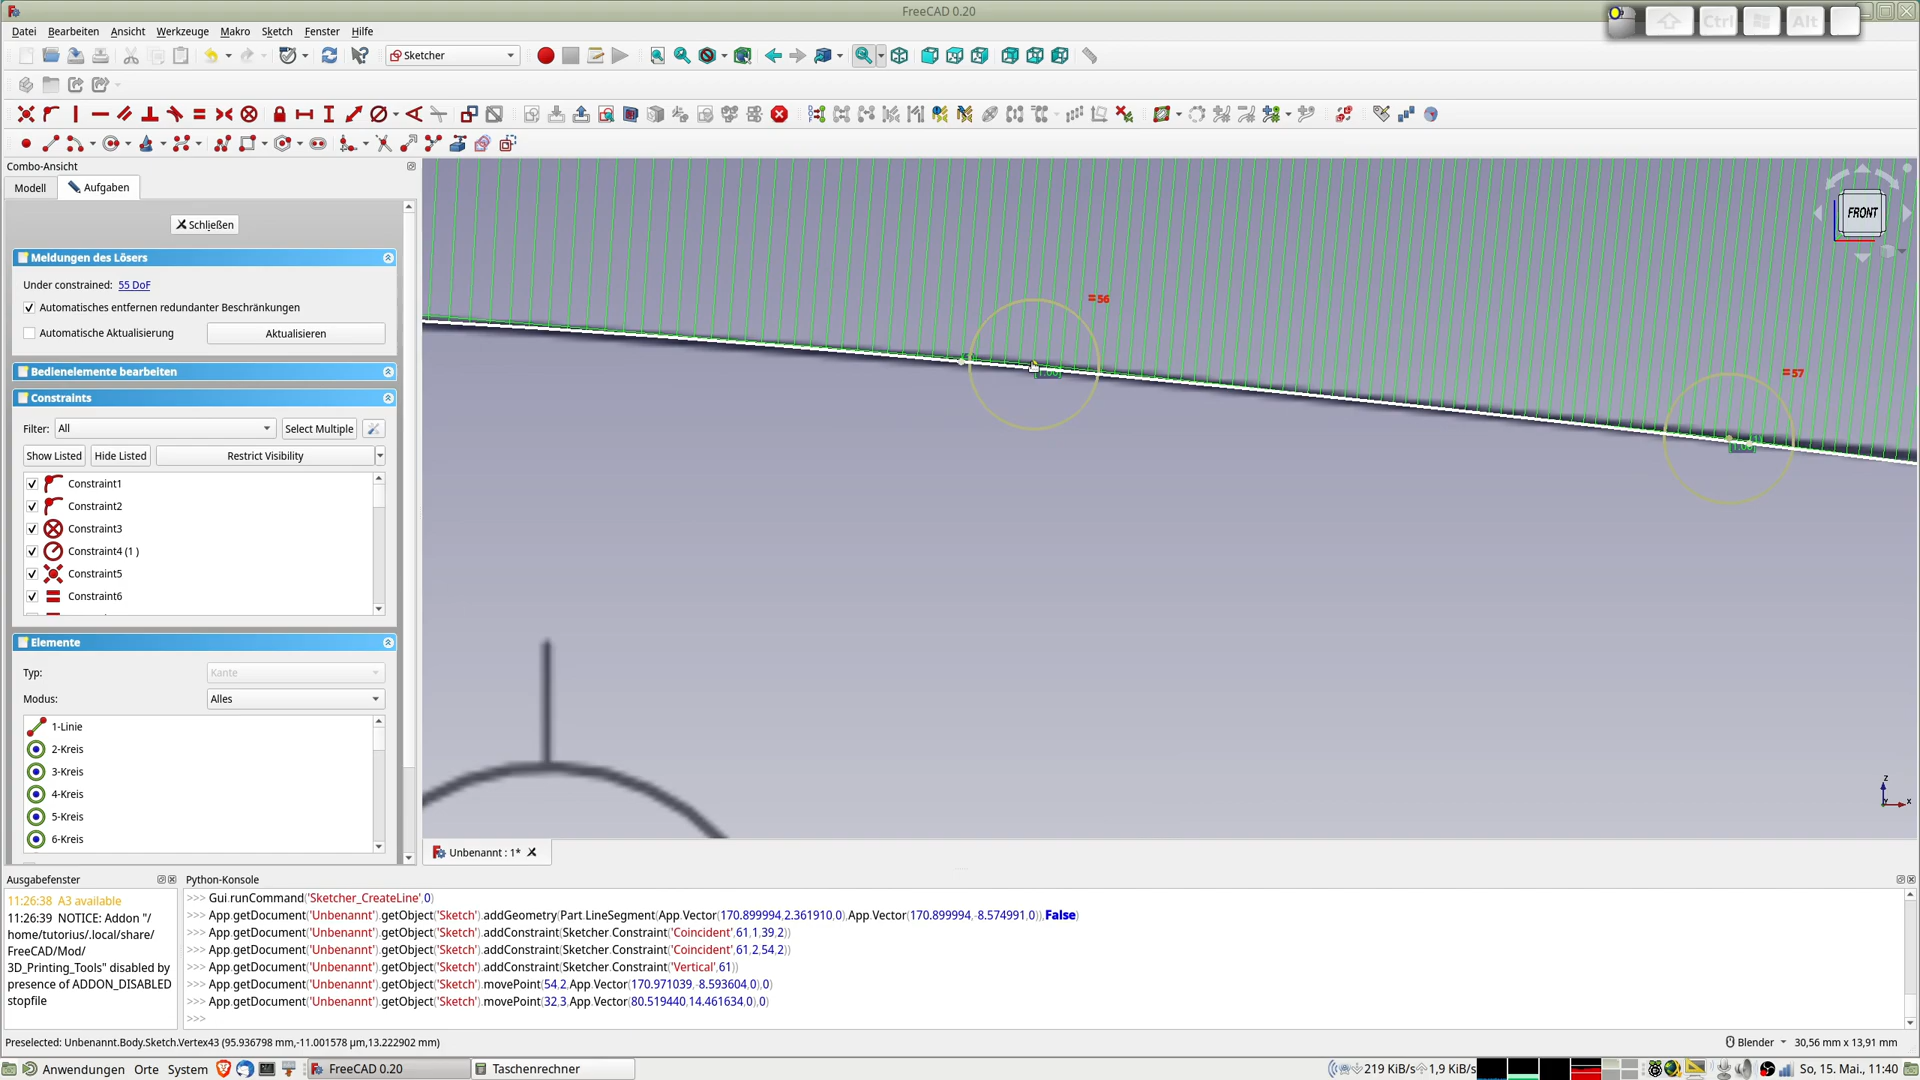 FreeCAD 0.20
Ctrl
Alt
Datei Bearbeiten Ansicht Werkzeuge Makro Sketch Fenster Hilfe
Sketcher
Combo-Ansicht
Modell
Aufgaben
Schließen
Meldungen des Lösers
Under constrained: 55 DoF
Automatisches entfernen redundanter Beschränkungen
Automatische Aktualisierung
Aktualisieren
Bedienelemente bearbeiten
Constraints
Filter: All
Select Multiple
Show Listed
Hide Listed
Restrict Visibility
Constraint1
Constraint2
Constraint3
Constraint4 (1 )
Constraint5
Constraint6
Elemente
Typ: Kante
Modus: Alles
1-Linie
2-Kreis
3-Kreis
4-Kreis
5-Kreis
6-Kreis
=56
=57
FRONT
Z
X
Unbenannt : 1*
Ausgabefenster
11:26:38 A3 available
11:26:39 NOTICE: Addon "/
home/tutorius/.local/share/
FreeCAD/Mod/
3D_Printing_Tools" disabled by
presence of ADDON_DISABLED
stopfile
Python-Konsole
>>> Gui.runCommand('Sketcher_CreateLine',0)
>>> App.getDocument('Unbenannt').getObject('Sketch').addGeometry(Part.LineSegment(App.Vector(170.899994,2.361910,0),App.Vector(170.899994,-8.574991,0)),False)
>>> App.getDocument('Unbenannt').getObject('Sketch').addConstraint(Sketcher.Constraint('Coincident',61,1,39,2))
>>> App.getDocument('Unbenannt').getObject('Sketch').addConstraint(Sketcher.Constraint('Coincident',61,2,54,2))
>>> App.getDocument('Unbenannt').getObject('Sketch').addConstraint(Sketcher.Constraint('Vertical',61))
>>> App.getDocument('Unbenannt').getObject('Sketch').movePoint(54,2,App.Vector(170.971039,-8.593604,0),0)
>>> App.getDocument('Unbenannt').getObject('Sketch').movePoint(32,3,App.Vector(80.519440,14.461634,0),0)
>>>
Preselected: Unbenannt.Body.Sketch.Vertex43 (95.936798 mm,-11.001578 µm,13.222902 mm)
Blender
30,56 mm x 13,91 mm
Anwendungen Orte System
FreeCAD 0.20
Taschenrechner
219 KiB/s
1,9 KiB/s
So, 15. Mai., 11:40